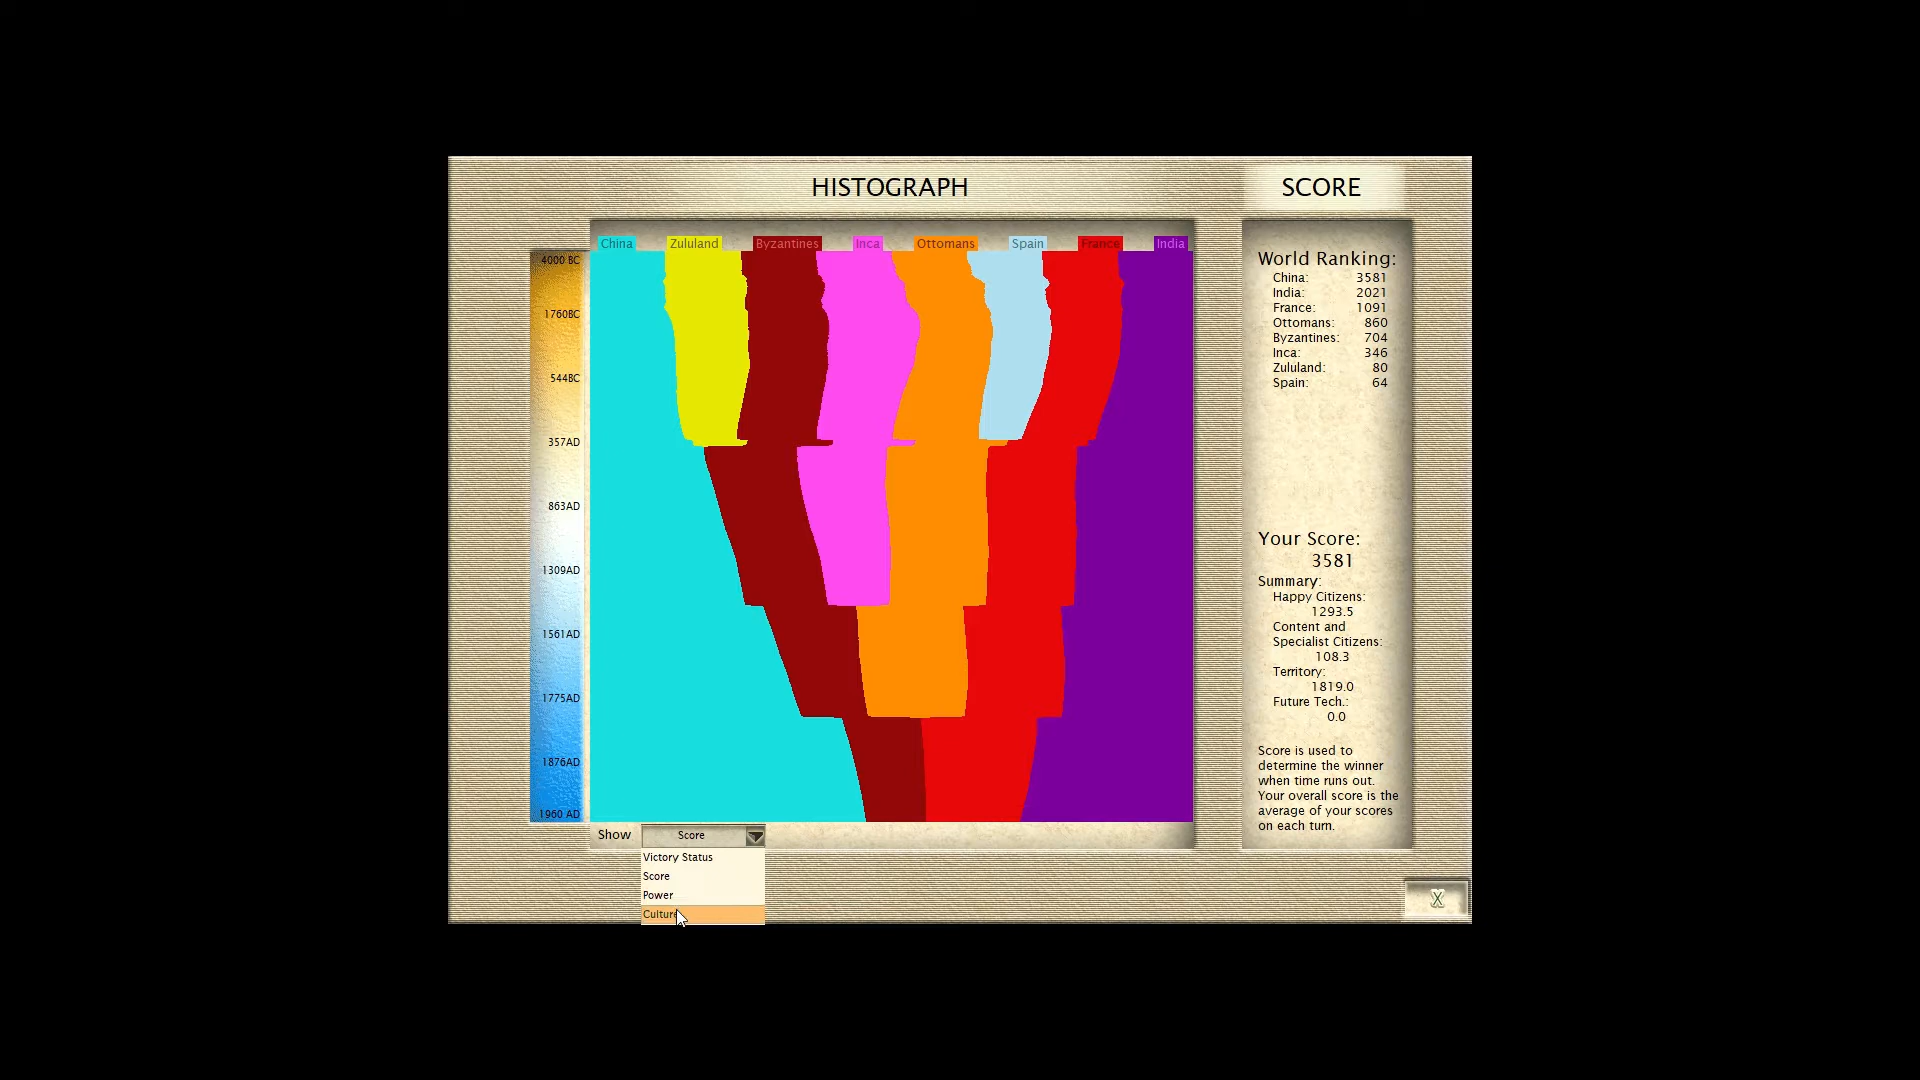 HISTOGRAPH
SCORE
China Zululand Byzantines Inca Ottomans Spain France India
4000 BC
1760BC
544BC
357AD
863AD
1309AD
1561AD
1775AD
1876AD
1960 AD
Show Score
Victory Status
Score
Power
Culture
World Ranking:
China: 3581
India: 2021
France: 1091
Ottomans: 860
Byzantines: 704
Inca: 346
Zululand: 80
Spain: 64
Your Score:
3581
Summary:
Happy Citizens:
1293.5
Content and
Specialist Citizens:
108.3
Territory:
1819.0
Future Tech.:
0.0
Score is used to
determine the winner
when time runs out.
Your overall score is the
average of your scores
on each turn.
X